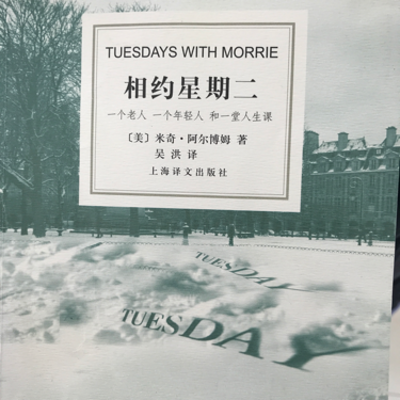 TUESDAYS WITH MORRIE
相约星期二
一个老人 一个年轻人 和一堂人生课
〔美〕米奇·阿尔博姆 著
吴洪 译
上海译文出版社
TUESDAY
TUESDAY